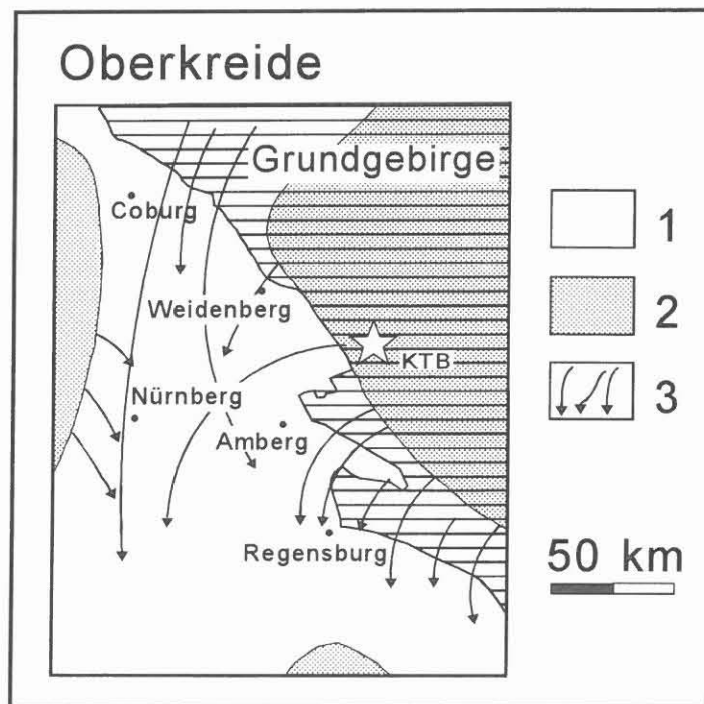 Oberkreide
Grundgebirge
Coburg
Weidenberg
KTB
Nürnberg
Amberg
Regensburg
1
2
3
50 km